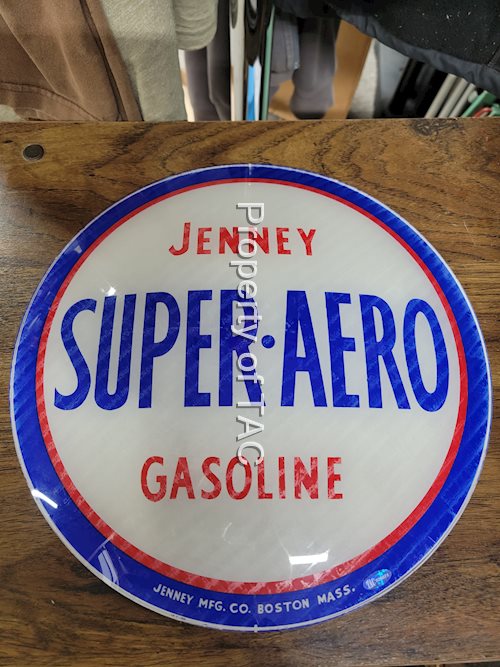 JENNEY
SUPER·AERO
GASOLINE
JENNEY MFG. CO. BOSTON MASS.
Property of TAC